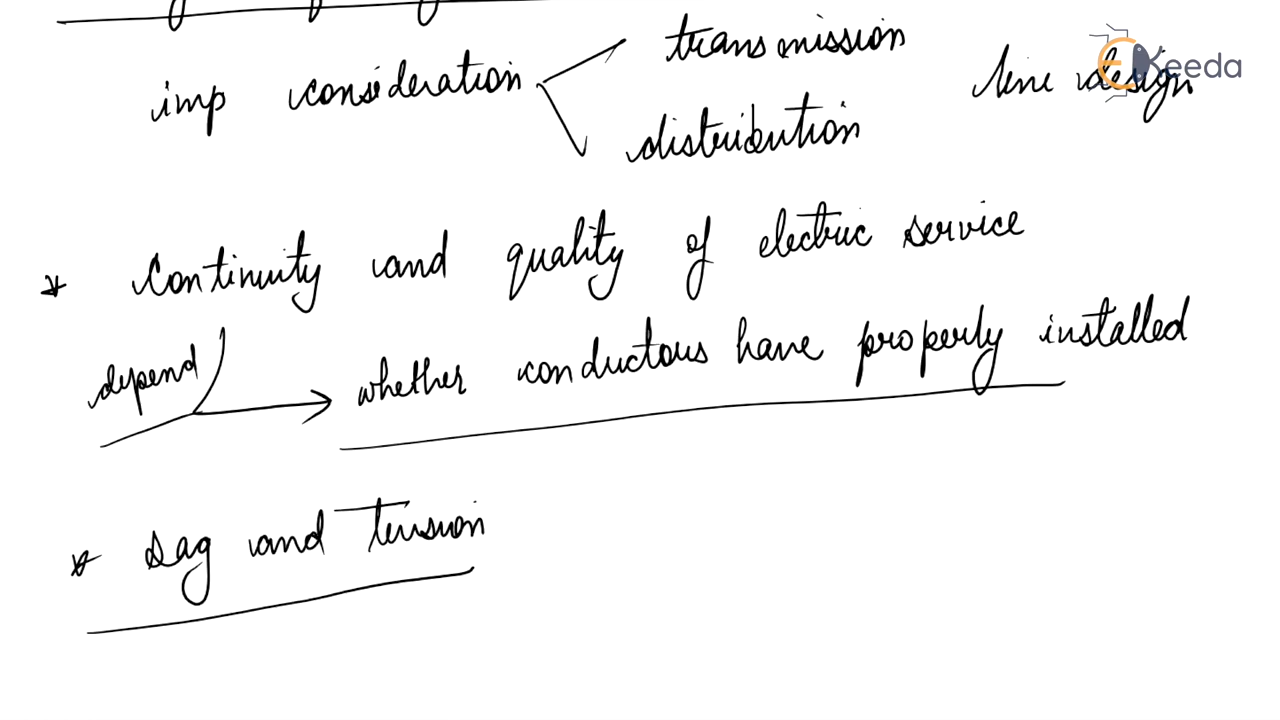 imp consideration transmission line design
distribution
* Continuity and quality of electric service
depend whether conductors have properly installed
* sag and tension
Keeda